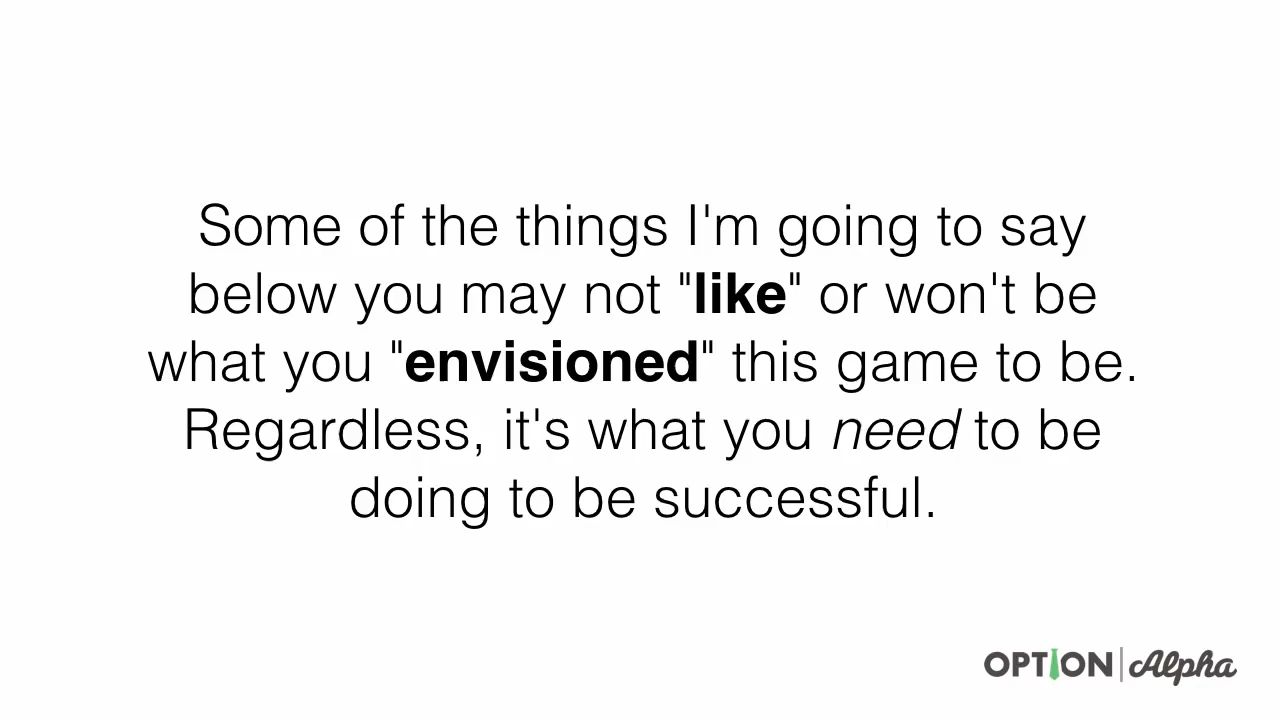 Some of the things I'm going to say
below you may not "like" or won't be
what you "envisioned" this game to be.
Regardless, it's what you need to be
doing to be successful.
OPTION | Alpha